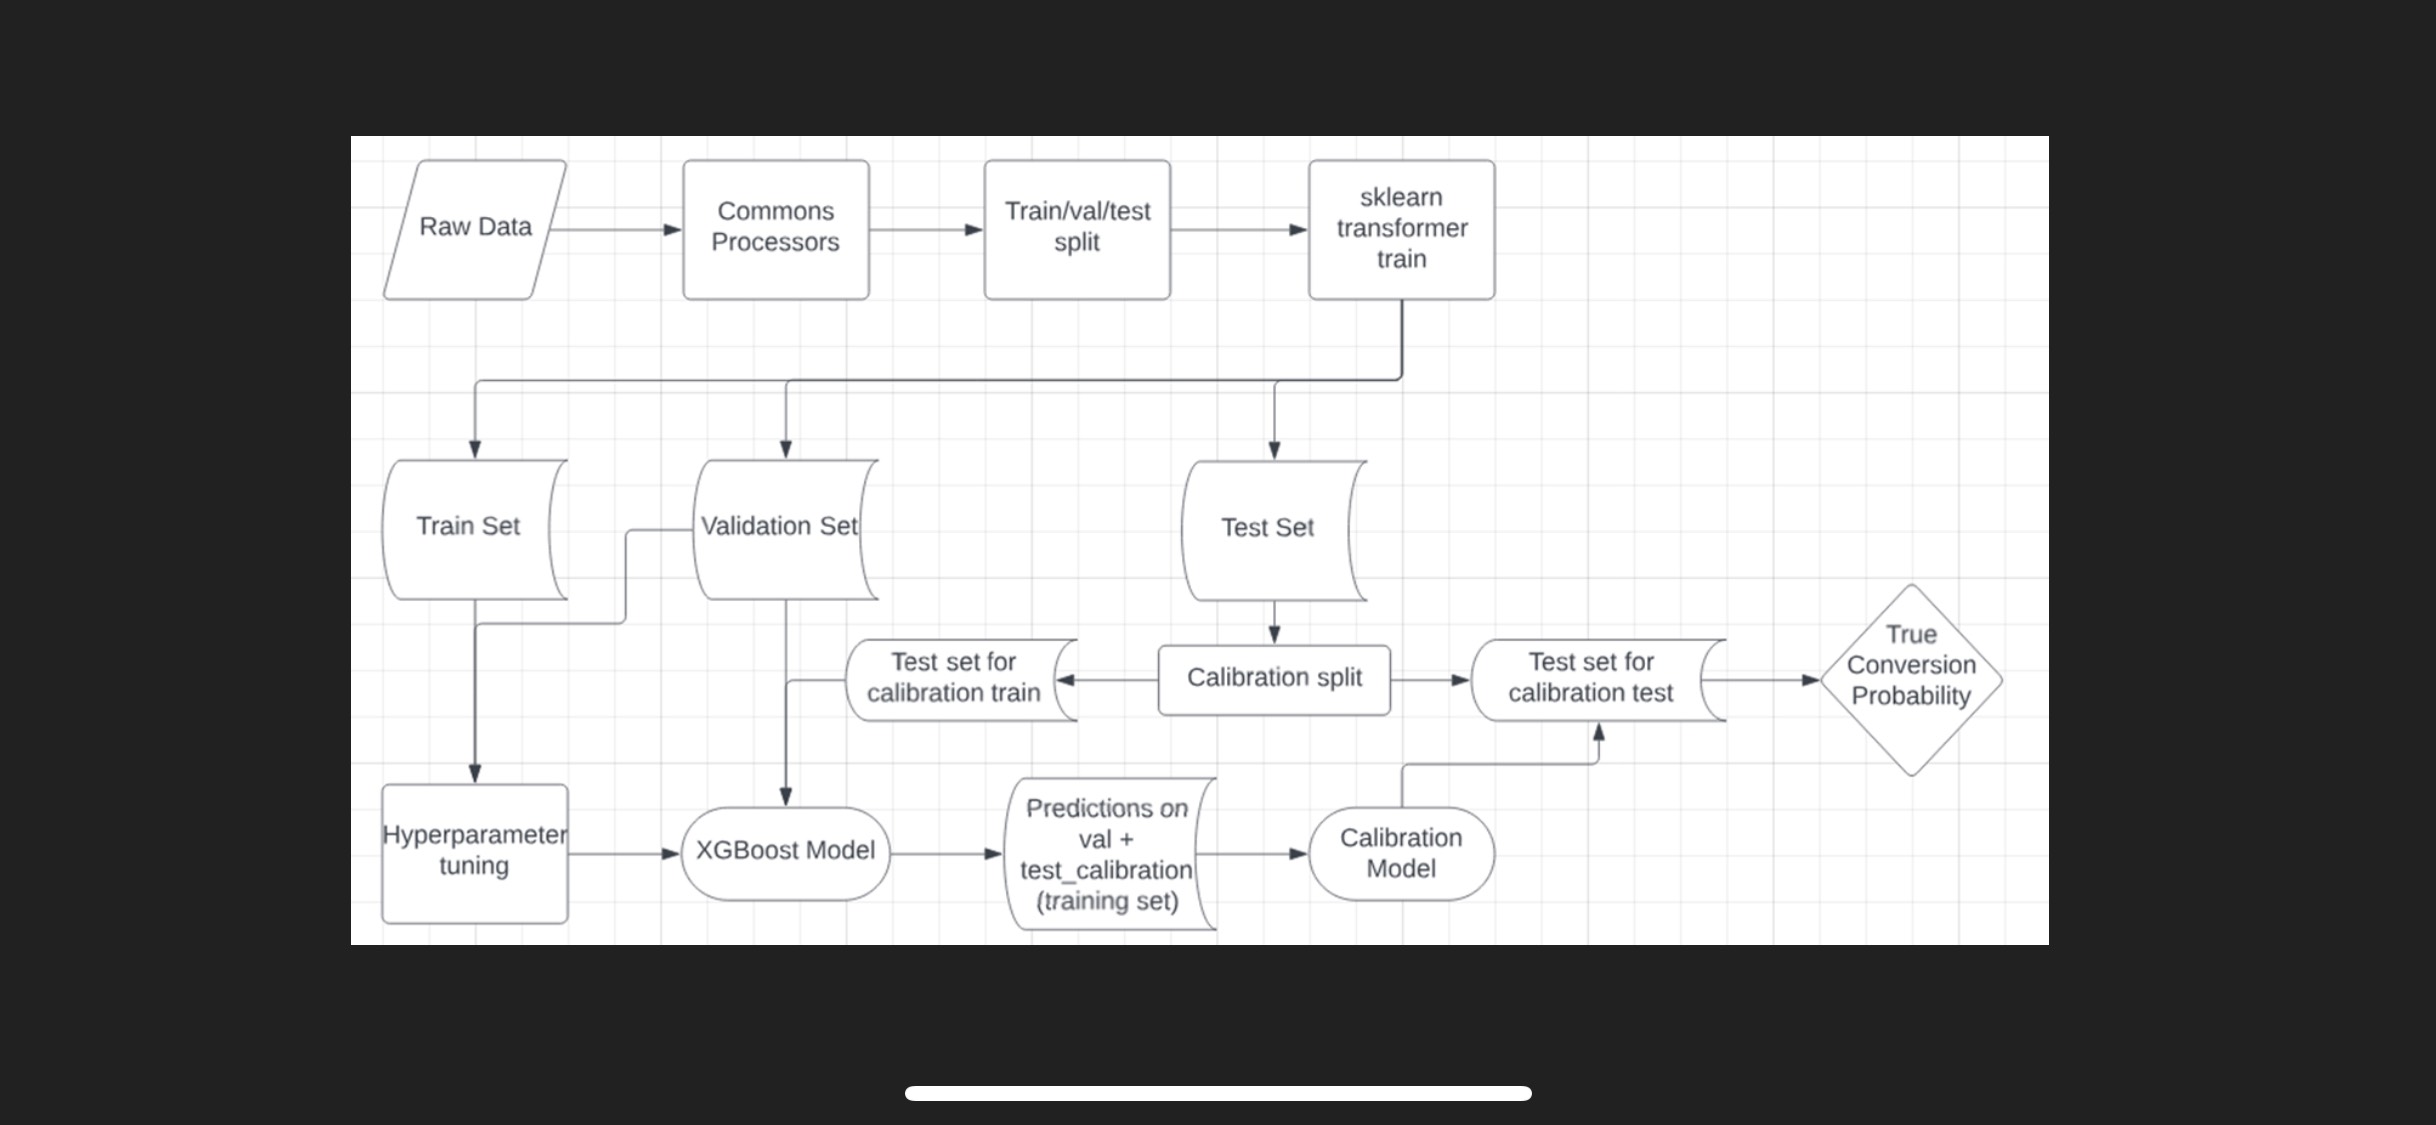 Raw Data
Commons
Processors
Train/val/test
split
sklearn
transformer
train
Train Set
Validation Set
Test Set
Test set for
calibration train
Calibration split
Test set for
calibration test
True
Conversion
Probability
Hyperparameter
tuning
XGBoost Model
Predictions on
val +
test_calibration
(training set)
Calibration
Model